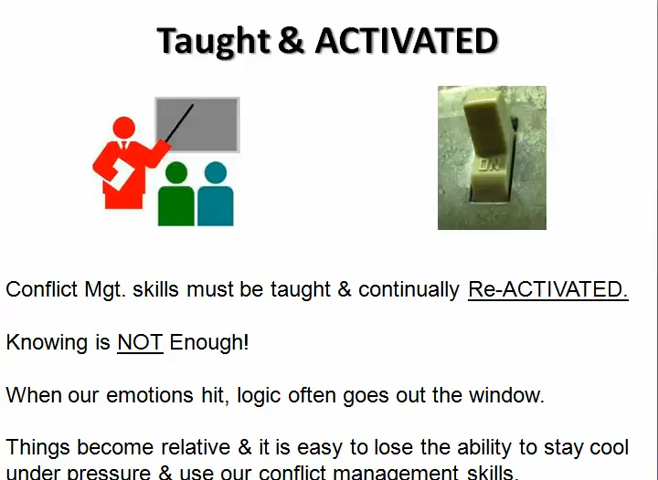 Taught & ACTIVATED
ON
Conflict Mgt. skills must be taught & continually Re-ACTIVATED.
Knowing is NOT Enough!
When our emotions hit, logic often goes out the window.
Things become relative & it is easy to lose the ability to stay cool
under pressure & use our conflict management skills.